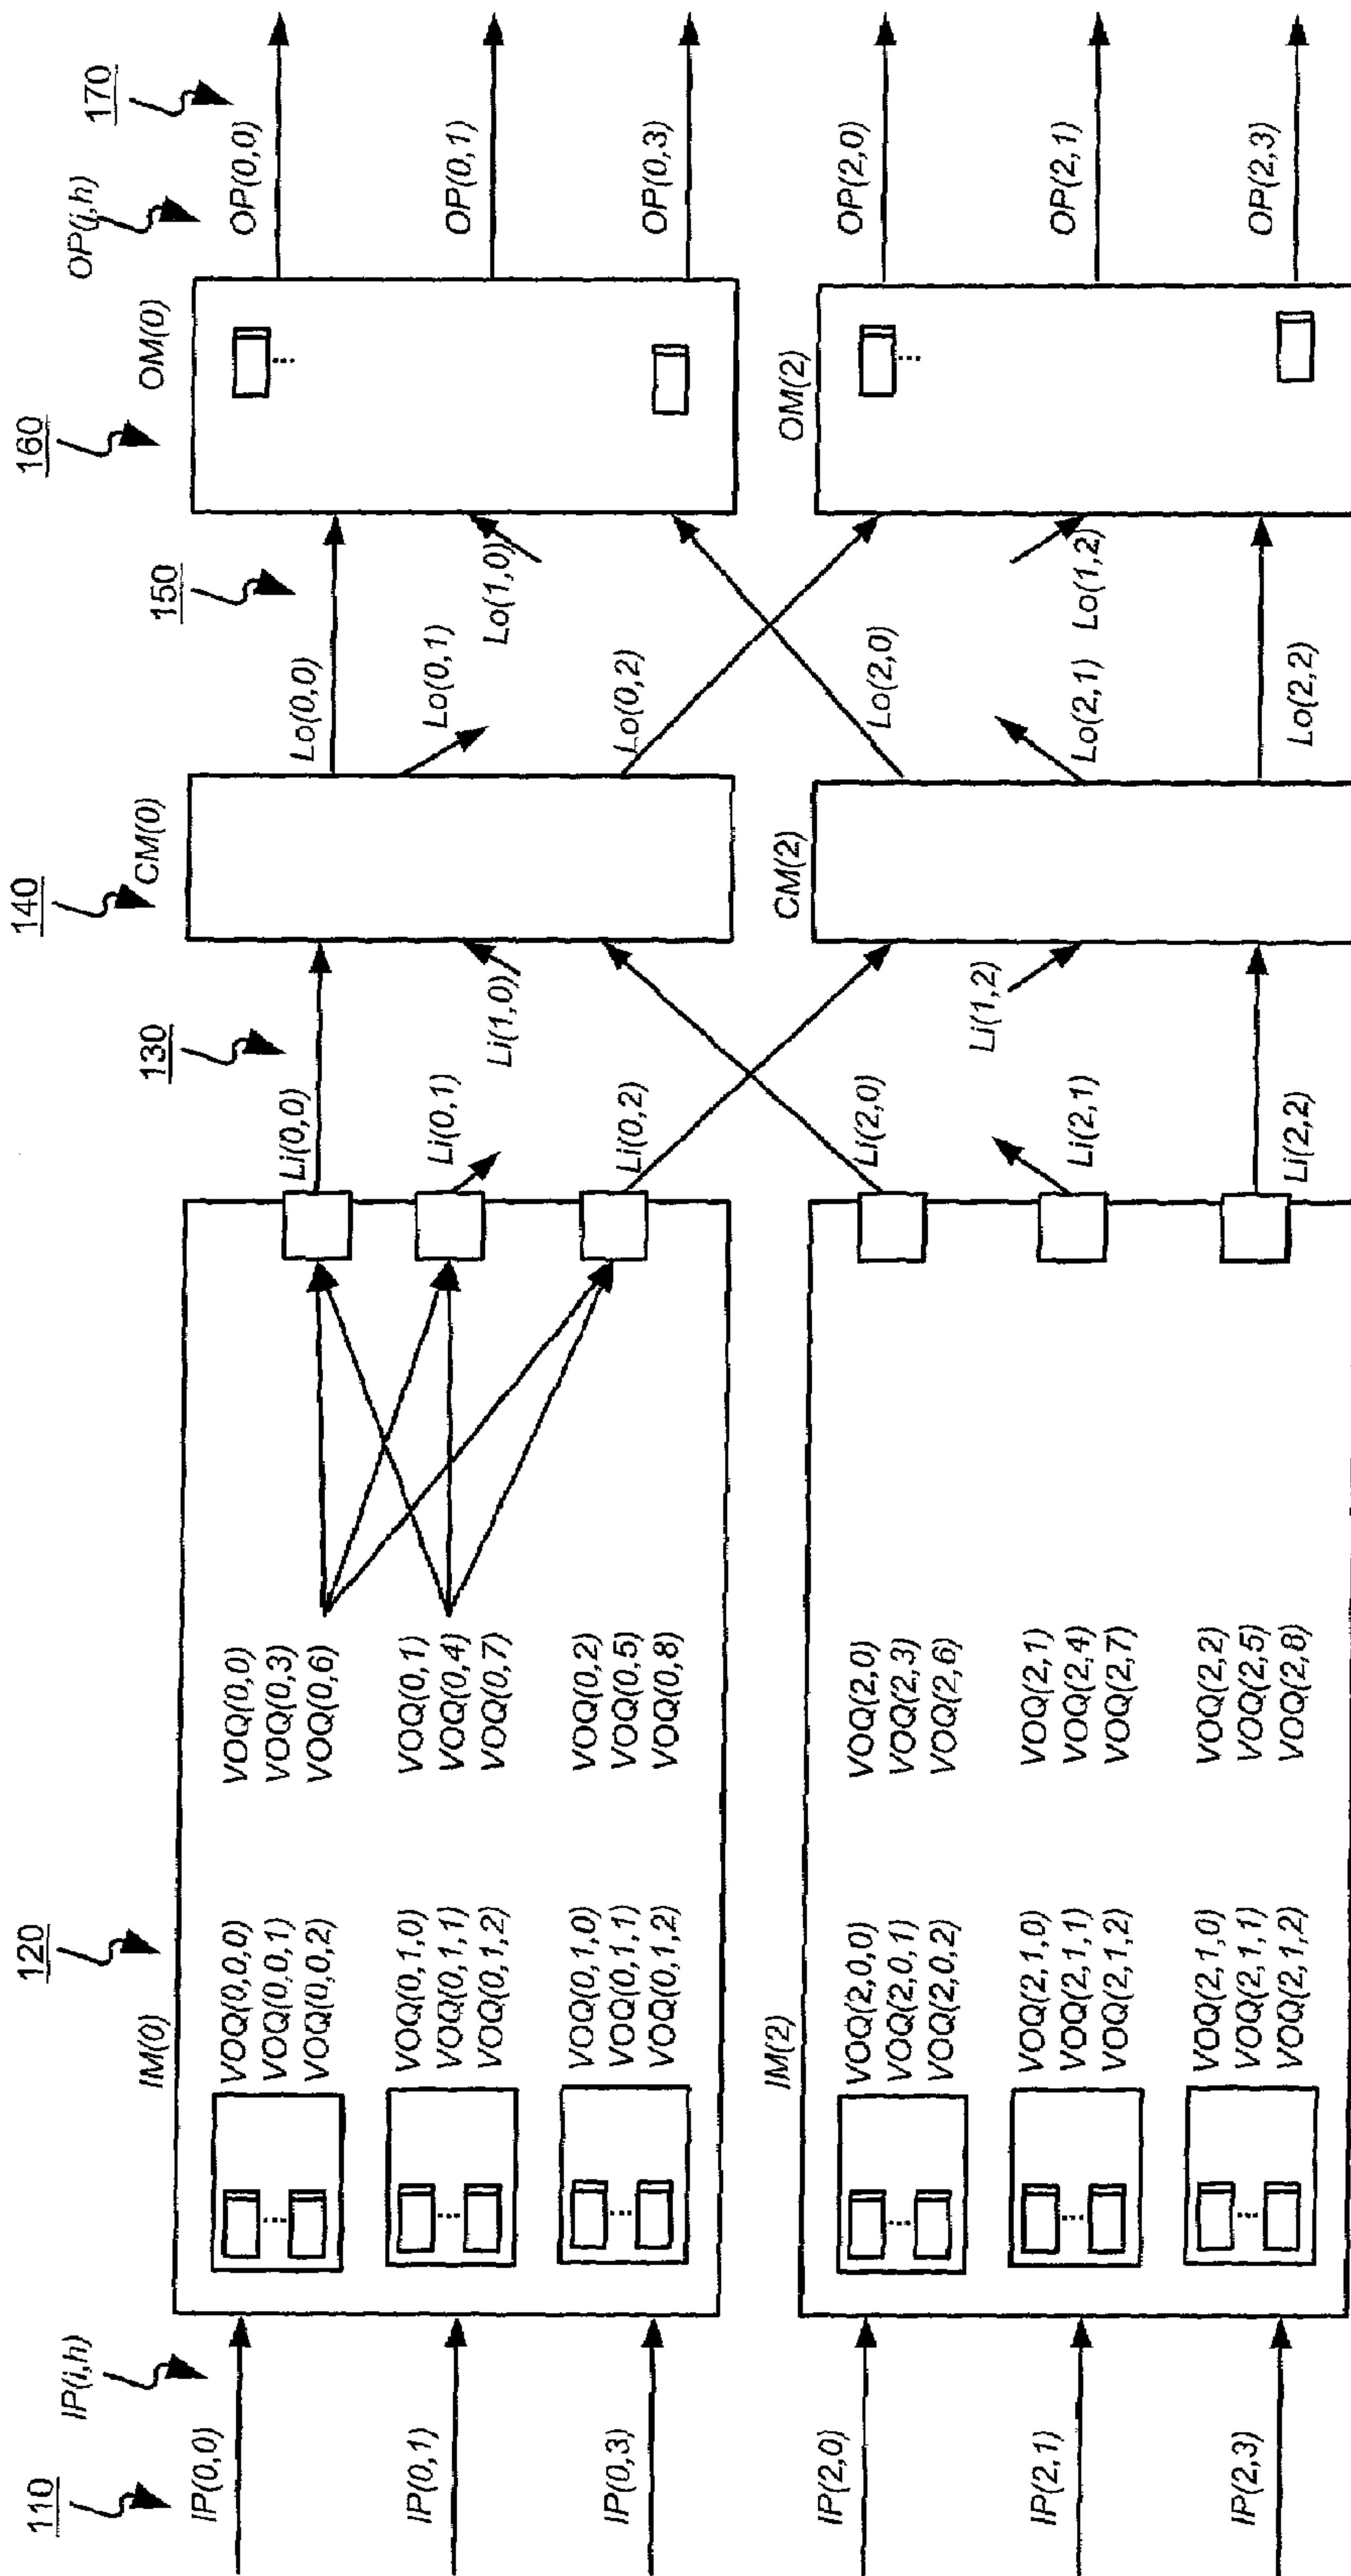 110
IP(i,h)
IP(0,0)
IP(0,1)
IP(0,3)
IP(2,0)
IP(2,1)
IP(2,3)
120
IM(0)
VOQ(0,0,0)
VOQ(0,0,1)
VOQ(0,0,2)
VOQ(0,1,0)
VOQ(0,1,1)
VOQ(0,1,2)
VOQ(0,1,0)
VOQ(0,1,1)
VOQ(0,1,2)
VOQ(0,0)
VOQ(0,3)
VOQ(0,6)
VOQ(0,1)
VOQ(0,4)
VOQ(0,7)
VOQ(0,2)
VOQ(0,5)
VOQ(0,8)
IM(2)
VOQ(2,0,0)
VOQ(2,0,1)
VOQ(2,0,2)
VOQ(2,1,0)
VOQ(2,1,1)
VOQ(2,1,2)
VOQ(2,1,0)
VOQ(2,1,1)
VOQ(2,1,2)
VOQ(2,0)
VOQ(2,3)
VOQ(2,6)
VOQ(2,1)
VOQ(2,4)
VOQ(2,7)
VOQ(2,2)
VOQ(2,5)
VOQ(2,8)
130
Li(0,0)
Li(0,1)
Li(1,0)
Li(0,2)
Li(2,0)
Li(1,2)
Li(2,1)
Li(2,2)
140
CM(0)
CM(2)
150
Lo(0,0)
Lo(0,1)
Lo(1,0)
Lo(0,2)
Lo(2,0)
Lo(2,1)
Lo(1,2)
Lo(2,2)
160
OM(0)
OM(2)
170
OP(j,h)
OP(0,0)
OP(0,1)
OP(0,3)
OP(2,0)
OP(2,1)
OP(2,3)